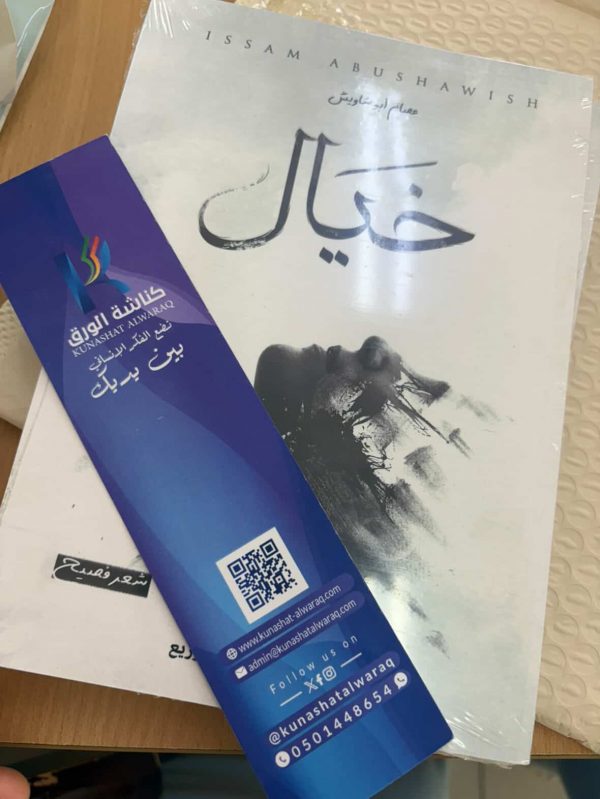 ISSAM ABUSHAWISH
عصام أبو شاويش
خيال
كناشة الورق
KUNASHAT ALWARAQ
نضع الفكر الإنساني
بين يديك
شعر فصيح
www.kunashat-alwaraq.com
admin@kunashatalwaraq.com
Follow us on
@kunashatalwaraq
0501448654